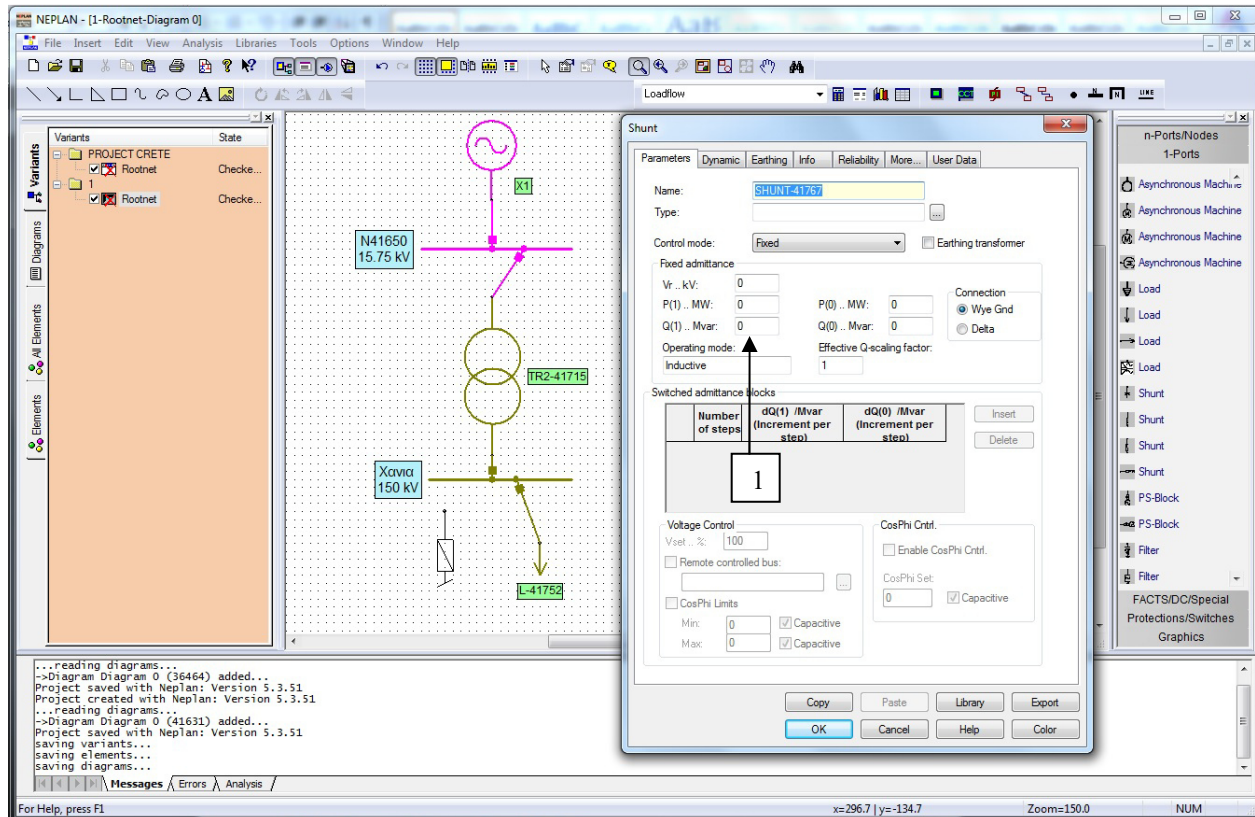 NEPLAN - [1-Rootnet-Diagram 0]
File Insert Edit View Analysis Libraries Tools Options Window Help
Loadflow
Variants
Diagrams
All Elements
Elements
Variants State
PROJECT CRETE
Rootnet Checke...
1
Rootnet Checke...
X1
N41650
15.75 kV
TR2-41715
Χανια
150 kV
L-41752
Shunt
Parameters Dynamic Earthing Info Reliability More... User Data
Name: SHUNT-41767
Type: ...
Control mode: Fixed Earthing transformer
Fixed admittance
Vr .. kV: 0
P(1) .. MW: 0 P(0) .. MW: 0
Q(1) .. Mvar: 0 Q(0) .. Mvar: 0
Connection
Wye Gnd
Delta
Operating mode: Effective Q-scaling factor:
Inductive 1
Switched admittance blocks
Number of steps
dQ(1) /Mvar (Increment per step)
dQ(0) /Mvar (Increment per step)
Insert
Delete
1
Voltage Control
Vset .. %: 100
Remote controlled bus:
...
CosPhi Limits
Min: 0 Capacitive
Max: 0 Capacitive
CosPhi Cntrl.
Enable CosPhi Cntrl.
CosPhi Set:
0 Capacitive
Copy Paste Library Export
OK Cancel Help Color
n-Ports/Nodes
1-Ports
Asynchronous Machine
Asynchronous Machine
Asynchronous Machine
Asynchronous Machine
Load
Load
Load
Load
Shunt
Shunt
Shunt
Shunt
PS-Block
PS-Block
Filter
Filter
FACTS/DC/Special
Protections/Switches
Graphics
...reading diagrams...
->Diagram Diagram 0 (36464) added...
Project saved with Neplan: Version 5.3.51
Project created with Neplan: Version 5.3.51
...reading diagrams...
->Diagram Diagram 0 (41631) added...
Project saved with Neplan: Version 5.3.51
saving variants...
saving elements...
saving diagrams...
Messages Errors Analysis
For Help, press F1 x=296.7 | y=-134.7 Zoom=150.0 NUM